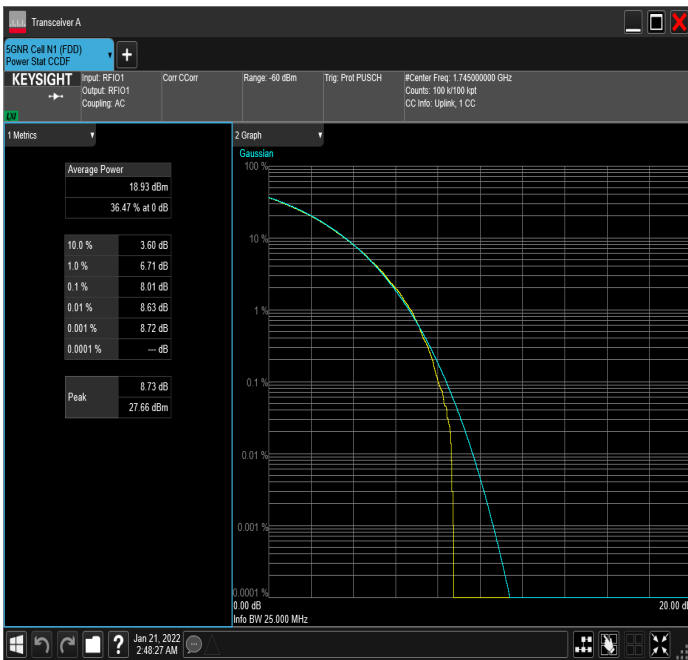 Transceiver A
5GNR Cell N1 (FDD)
Power Stat CCDF
KEYSIGHT
Input: RFIO1
Output: RFIO1
Coupling: AC
Corr CCorr
Range: -60 dBm
Trig: Prot PUSCH
#Center Freq: 1.745000000 GHz
Counts: 100 k/100 kpt
CC Info: Uplink, 1 CC
LXI
1 Metrics
Average Power
18.93 dBm
36.47 % at 0 dB
10.0 % 3.60 dB
1.0 % 6.71 dB
0.1 % 8.01 dB
0.01 % 8.63 dB
0.001 % 8.72 dB
0.0001 % --- dB
Peak
8.73 dB
27.66 dBm
2 Graph
Gaussian
100 %
10 %
1 %
0.1 %
0.01 %
0.001 %
0.0001 %
0.00 dB
20.00 dB
Info BW 25.000 MHz
?
Jan 21, 2022
2:48:27 AM